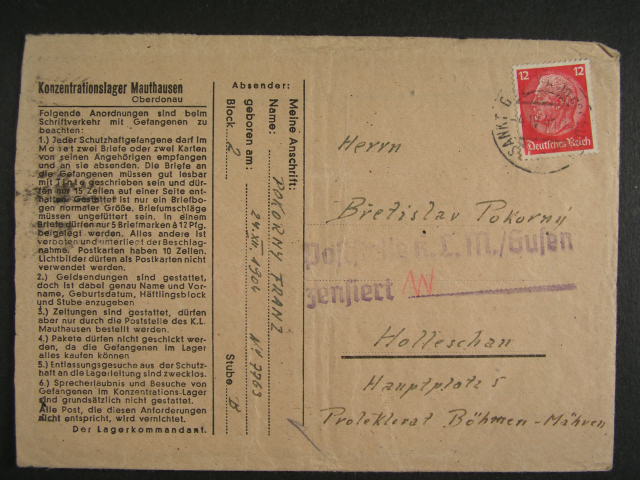 Konzentrationslager Mauthausen
Oberdonau
Folgende Anordnungen sind beim
Schriftverkehr mit Gefangenen zu
beachten:
1.) Jeder Schutzhaftgefangene darf im
Monat zwei Briefe oder zwei Karten
von seinen Angehörigen empfangen
und an sie absenden. Die Briefe an
die Gefangenen müssen gut lesbar
mit Tinte geschrieben sein und dür-
fen nur 15 Zeilen auf einer Seite ent-
halten. Gestattet ist nur ein Briefbo-
gen normaler Größe. Briefumschläge
müssen ungefüttert sein. In einem
Briefe dürfen nur 5 Briefmarken à 12 Pfg.
beigelegt werden. Alles andere ist
verboten und unterliegt der Beschlag-
nahme. Postkarten haben 10 Zeilen.
Lichtbilder dürfen als Postkarten nicht
verwendet werden.
2.) Geldsendungen sind gestattet,
doch ist dabei genau Name und Vor-
name, Geburtsdatum, Häftlingsblock
und Stube anzugeben
3.) Zeitungen sind gestattet, dürfen
aber nur durch die Poststelle des K.L.
Mauthausen bestellt werden.
4.) Pakete dürfen nicht geschickt wer-
den, da die Gefangenen im Lager
alles kaufen können
5.) Entlassungsgesuche aus der Schutz-
haft an die Lagerleitung sind zwecklos.
6.) Sprecherläubnis und Besuche von
Gefangenen im Konzentrations-Lager
sind grundsätzlich nicht gestattet.
Alle Post, die diesen Anforderungen
nicht entspricht, wird vernichtet.
Der Lagerkommandant.
Absender:
Meine Anschrift:
Name: POKORNY FRANZ
geboren am: 24. XII. 1904 Nº 7963
Block 2 Stube B
12 12
Deutsches Reich
SANKT G
Herrn
Břetislav Pokorný
Poststelle K.L.M./Gusen
zensiert
Holleschau
Hauptplatz 5
Protektorat Böhmen-Mähren